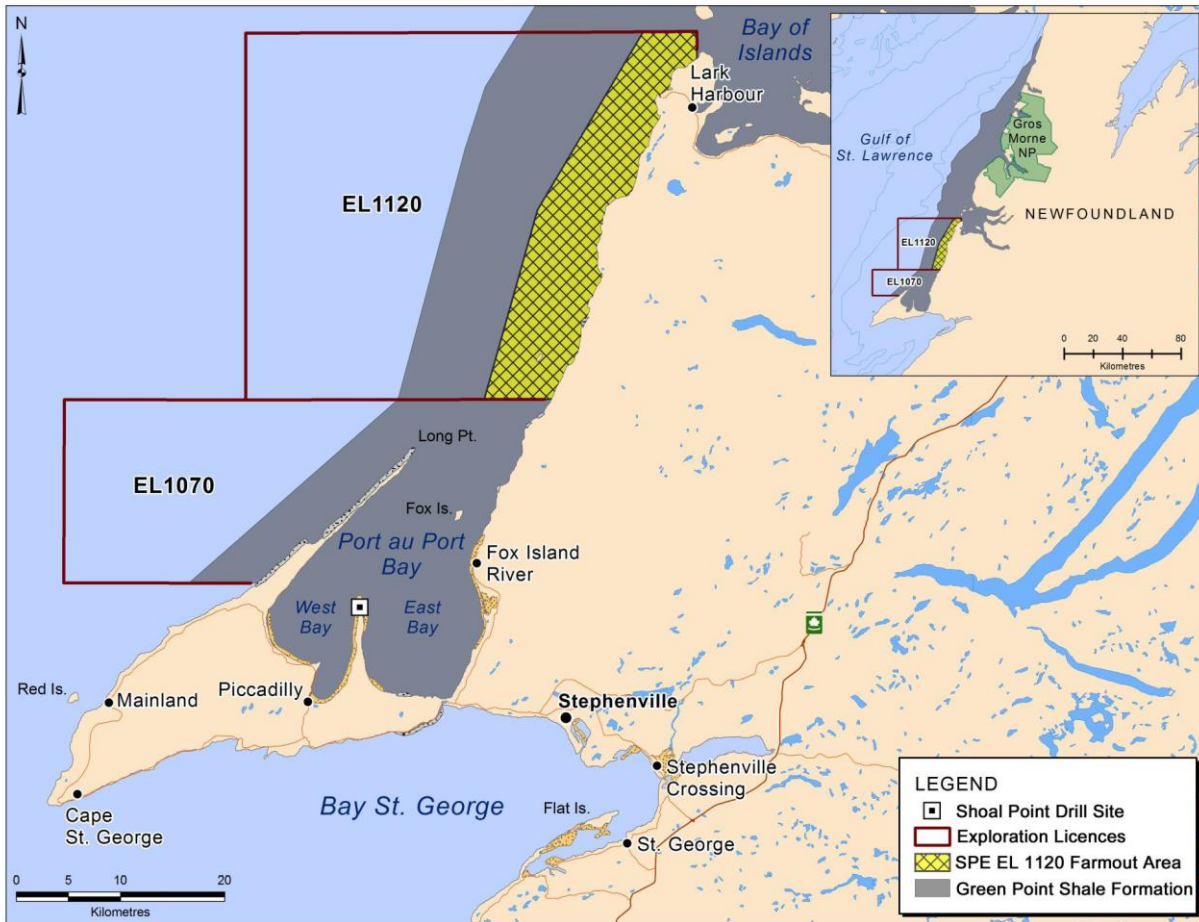 N
Bay of
Islands
Lark
Harbour
EL1120
EL1070
Long Pt.
Fox Is.
Port au Port
Bay
Fox Island
River
West
Bay
East
Bay
Red Is.
Mainland
Piccadilly
Stephenville
Stephenville
Crossing
Cape
St. George
Bay St. George
Flat Is.
St. George
0 5 10 20
Kilometres
Gulf of
St. Lawrence
Gros
Morne
NP
NEWFOUNDLAND
EL1120
EL1070
0 20 40 80
Kilometres
LEGEND
Shoal Point Drill Site
Exploration Licences
SPE EL 1120 Farmout Area
Green Point Shale Formation